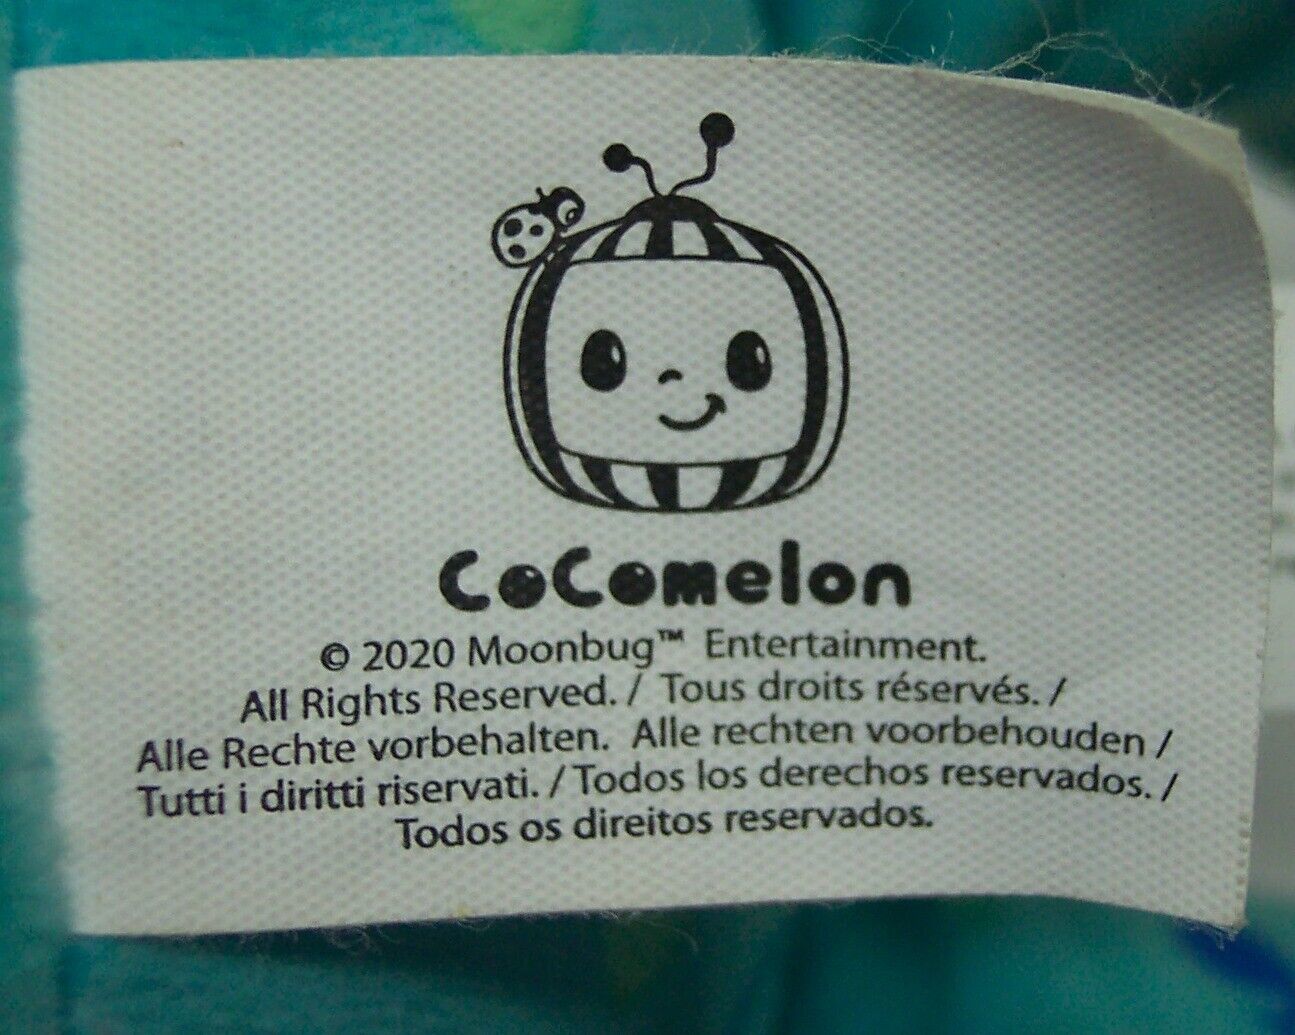 CoComelon
© 2020 Moonbug™ Entertainment.
All Rights Reserved. / Tous droits réservés. /
Alle Rechte vorbehalten. Alle rechten voorbehouden /
Tutti i diritti riservati. / Todos los derechos reservados. /
Todos os direitos reservados.